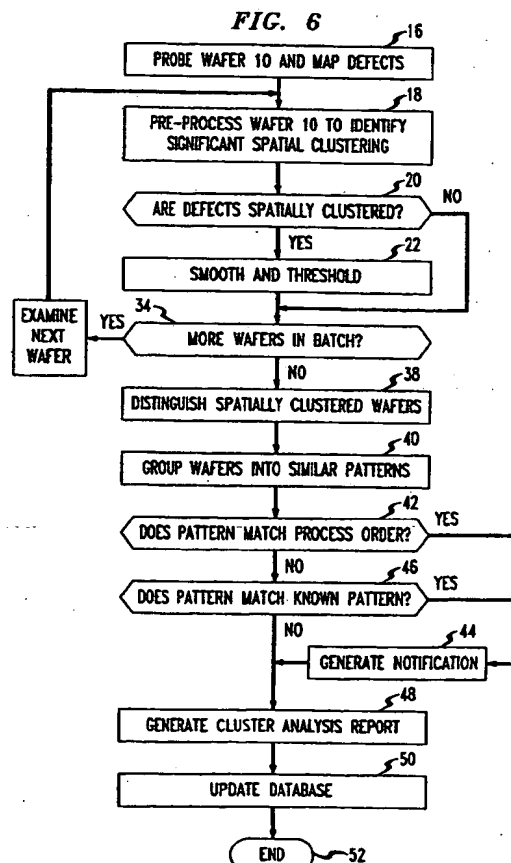 FIG. 6
16
PROBE WAFER 10 AND MAP DEFECTS
18
PRE-PROCESS WAFER 10 TO IDENTIFY
SIGNIFICANT SPATIAL CLUSTERING
20
ARE DEFECTS SPATIALLY CLUSTERED?
NO
YES
22
SMOOTH AND THRESHOLD
34
MORE WAFERS IN BATCH?
YES
EXAMINE
NEXT
WAFER
NO
38
DISTINGUISH SPATIALLY CLUSTERED WAFERS
40
GROUP WAFERS INTO SIMILAR PATTERNS
42
DOES PATTERN MATCH PROCESS ORDER?
YES
NO
46
DOES PATTERN MATCH KNOWN PATTERN?
YES
NO
44
GENERATE NOTIFICATION
48
GENERATE CLUSTER ANALYSIS REPORT
50
UPDATE DATABASE
END
52